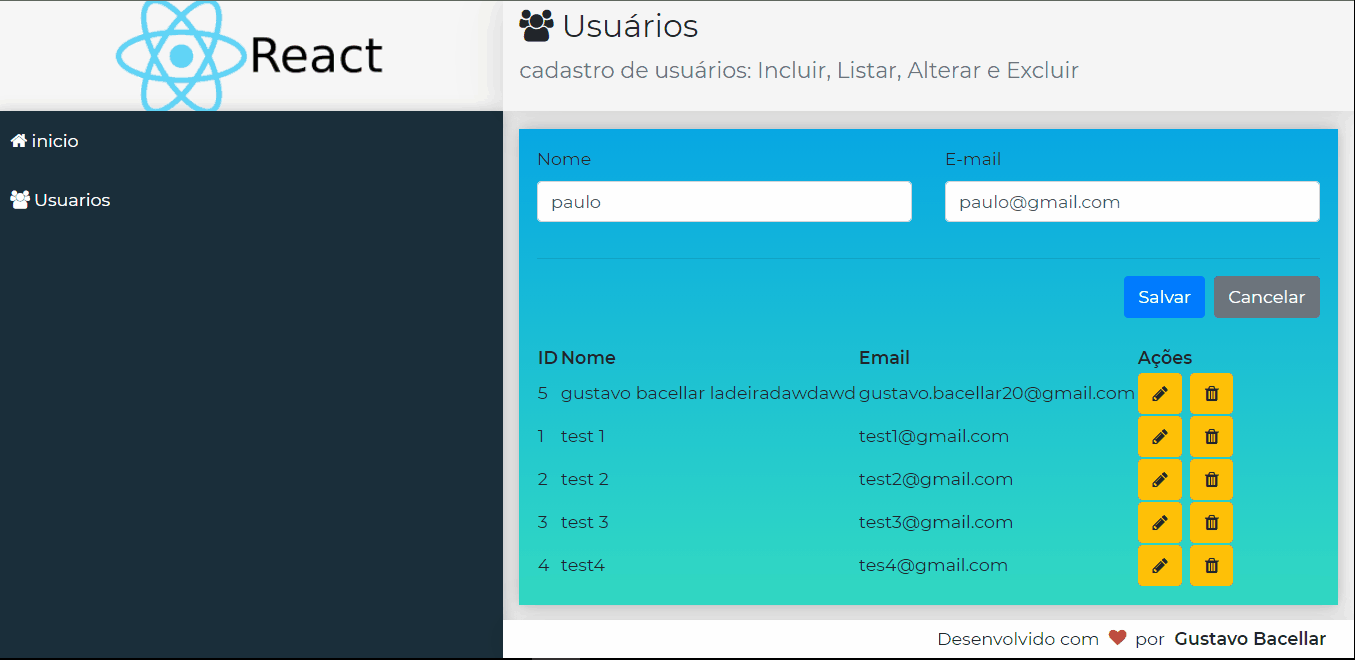 React
Usuários
cadastro de usuários: Incluir, Listar, Alterar e Excluir
inicio
Usuarios
Nome E-mail
paulo paulo@gmail.com
Salvar Cancelar
ID Nome Email Ações
5 gustavo bacellar ladeiradawdawd gustavo.bacellar20@gmail.com
1 test 1 test1@gmail.com
2 test 2 test2@gmail.com
3 test 3 test3@gmail.com
4 test4 tes4@gmail.com
Desenvolvido com ❤ por Gustavo Bacellar